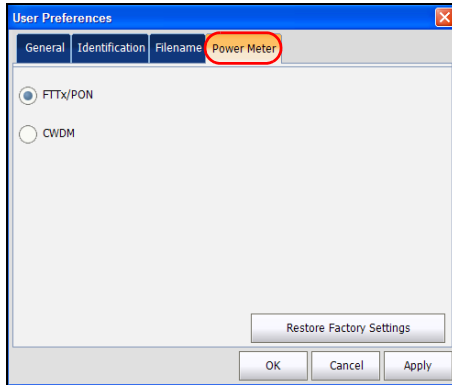 User Preferences
General Identification Filename Power Meter
FTTx/PON
CWDM
Restore Factory Settings
OK Cancel Apply